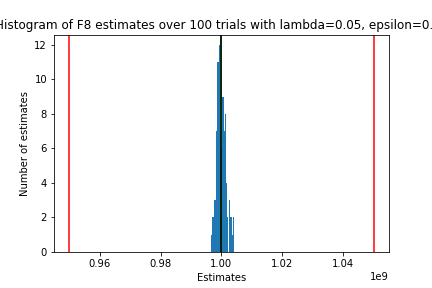 Histogram of F8 estimates over 100 trials with lambda=0.05, epsilon=0.
12
10
8
6
4
2
0
Number of estimates
0.96 0.98 1.00 1.02 1.04
1e9
Estimates